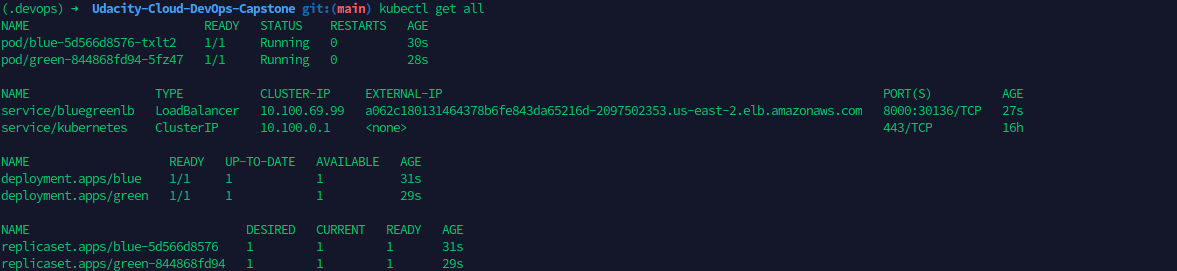 (.devops) → Udacity-Cloud-DevOps-Capstone git:(main) kubectl get all
NAME READY STATUS RESTARTS AGE
pod/blue-5d566d8576-txlt2 1/1 Running 0 30s
pod/green-844868fd94-5fz47 1/1 Running 0 28s
NAME TYPE CLUSTER-IP EXTERNAL-IP PORT(S) AGE
service/bluegreenlb LoadBalancer 10.100.69.99 a062c180131464378b6fe843da65216d-2097502353.us-east-2.elb.amazonaws.com 8000:30136/TCP 27s
service/kubernetes ClusterIP 10.100.0.1 <none> 443/TCP 16h
NAME READY UP-TO-DATE AVAILABLE AGE
deployment.apps/blue 1/1 1 1 31s
deployment.apps/green 1/1 1 1 29s
NAME DESIRED CURRENT READY AGE
replicaset.apps/blue-5d566d8576 1 1 1 31s
replicaset.apps/green-844868fd94 1 1 1 29s